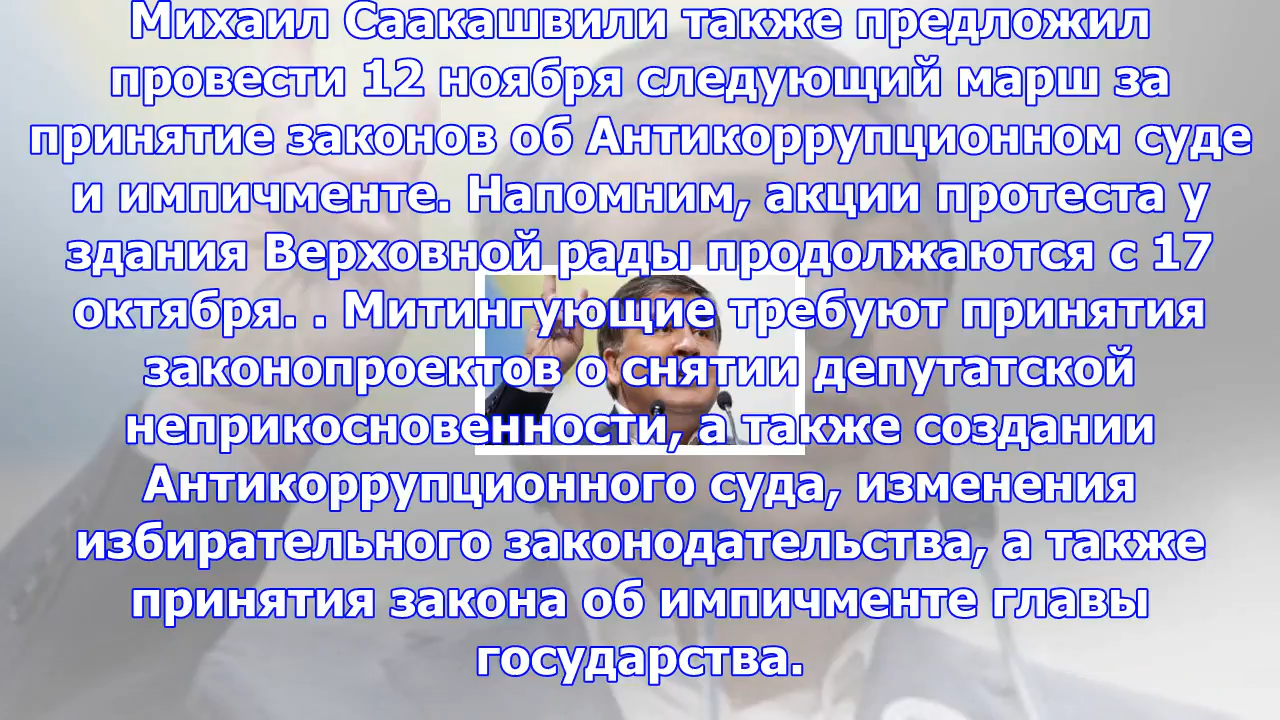 Михаил Саакашвили также предложил
провести 12 ноября следующий марш за
принятие законов об Антикоррупционном суде
и импичменте. Напомним, акции протеста у
здания Верховной рады продолжаются с 17
октября. . Митингующие требуют принятия
законопроектов о снятии депутатской
неприкосновенности, а также создании
Антикоррупционного суда, изменения
избирательного законодательства, а также
принятия закона об импичменте главы
государства.